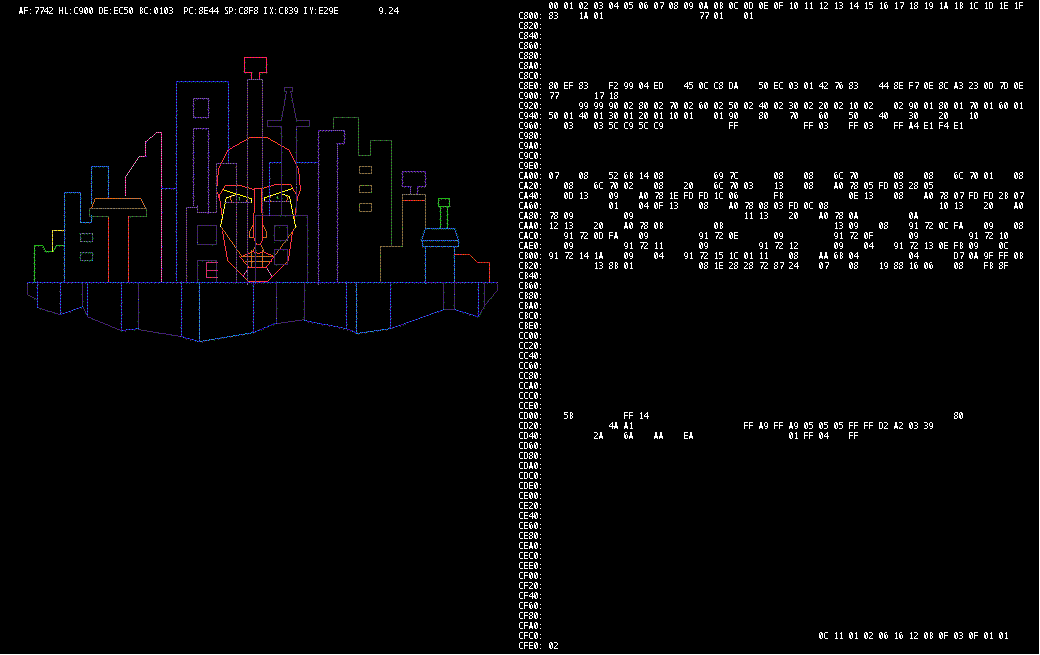 AF:7742 HL:C900 DE:EC50 BC:0103 PC:8E44 SP:C8F8 IX:CB39 IY:E29E 9.24
00 01 02 03 04 05 06 07 08 09 0A 0B 0C 0D 0E 0F 10 11 12 13 14 15 16 17 18 19 1A 1B 1C 1D 1E 1F
C800: 83 1A 01 77 01 01
C820:
C840:
C860:
C880:
C8A0:
C8C0:
C8E0: 80 EF 83 F2 99 04 ED 45 0C C8 DA 50 EC 03 01 42 76 83 44 8E F7 0E 8C A3 23 0D 7D 0E
C900: 77 17 18
C920: 99 99 90 02 80 02 70 02 60 02 50 02 40 02 30 02 20 02 10 02 02 90 01 80 01 70 01 60 01
C940: 50 01 40 01 30 01 20 01 10 01 01 90 80 70 60 50 40 30 20 10
C960: 03 03 5C C9 5C C9 FF FF 03 FF 03 FF A4 E1 F4 E1
C980:
C9A0:
C9C0:
C9E0:
CA00: 07 08 52 6B 14 08 69 7C 08 08 6C 70 08 08 6C 70 01 08
CA20: 08 6C 70 02 08 20 6C 70 03 13 08 A0 78 05 FD 03 28 05
CA40: 0D 13 09 A0 78 1E FD FD 1C 06 FB 0E 13 08 A0 78 07 FD FD 2B 07
CA60: 01 04 0F 13 08 A0 78 08 03 FD 0C 08 10 13 20 A0
CA80: 78 09 09 11 13 20 A0 78 0A 0A
CAA0: 12 13 20 A0 78 0B 0B 13 09 08 91 72 0C FA 09 08
CAC0: 91 72 0D FA 09 91 72 0E 09 91 72 0F 09 91 72 10
CAE0: 09 91 72 11 09 91 72 12 09 04 91 72 13 0E FB 09 0C
CB00: 91 72 14 1A 09 04 91 72 15 1C 01 11 08 AA 6B 04 04 D7 0A 9F FF 0B
CB20: 13 8B 01 08 1E 28 28 72 87 24 07 08 19 88 16 06 08 FB 8F
CB40:
CB60:
CB80:
CBA0:
CBC0:
CBE0:
CC00:
CC20:
CC40:
CC60:
CC80:
CCA0:
CCC0:
CCE0:
CD00: 5B FF 14 80
CD20: 4A A1 FF A9 FF A9 05 05 05 FF FF D2 A2 03 39
CD40: 2A 6A AA EA 01 FF 04 FF
CD60:
CD80:
CDA0:
CDC0:
CDE0:
CE00:
CE20:
CE40:
CE60:
CE80:
CEA0:
CEC0:
CEE0:
CF00:
CF20:
CF40:
CF60:
CF80:
CFA0:
CFC0: 0C 11 01 02 06 16 12 0B 0F 03 0F 01 01
CFE0: 02